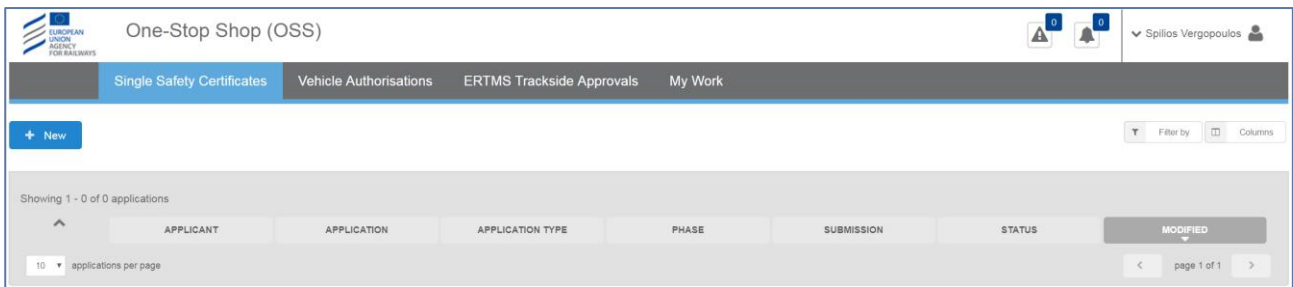 EUROPEAN
UNION
AGENCY
FOR RAILWAYS
One-Stop Shop (OSS)
0
0
Spilios Vergopoulos
Single Safety Certificates Vehicle Authorisations ERTMS Trackside Approvals My Work
+ New
Filter by Columns
Showing 1 - 0 of 0 applications
APPLICANT APPLICATION APPLICATION TYPE PHASE SUBMISSION STATUS MODIFIED
10 applications per page
< page 1 of 1 >